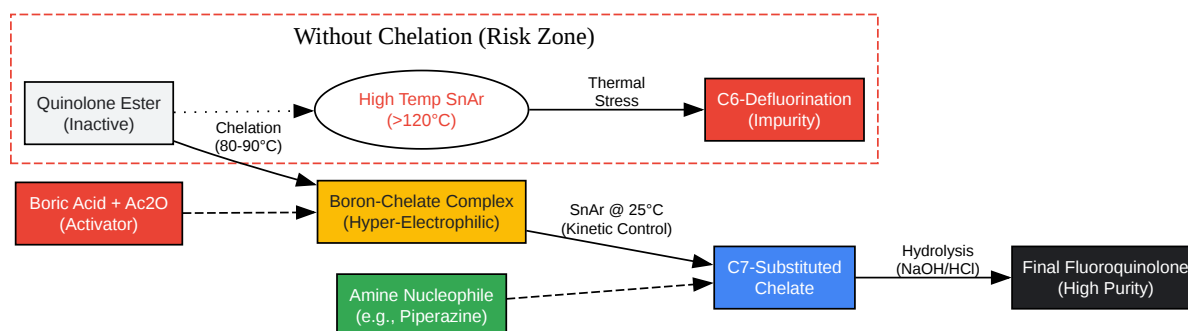 Without Chelation (Risk Zone)
Quinolone Ester
(Inactive)
High Temp SnAr
(>120°C)
Thermal
Stress
C6-Defluorination
(Impurity)
Chelation
(80-90°C)
Boric Acid + Ac2O
(Activator)
Boron-Chelate Complex
(Hyper-Electrophilic)
SnAr @ 25°C
(Kinetic Control)
Amine Nucleophile
(e.g., Piperazine)
C7-Substituted
Chelate
Hydrolysis
(NaOH/HCl)
Final Fluoroquinolone
(High Purity)